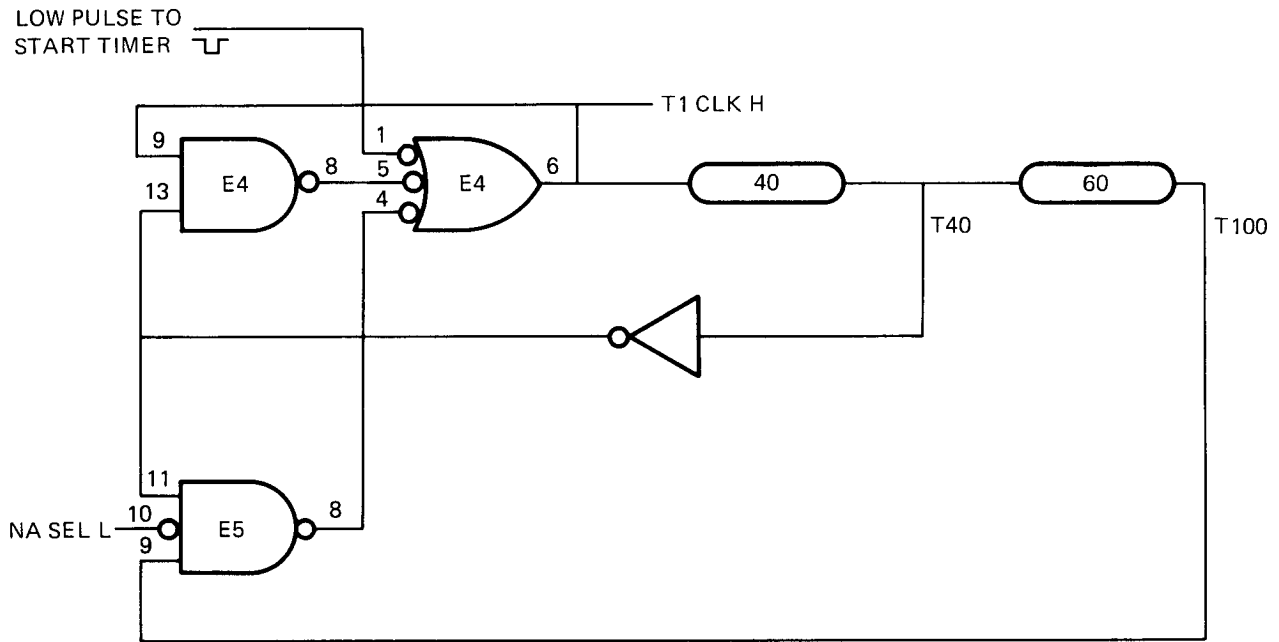 LOW PULSE TO
START TIMER
T1 CLK H
9
13
E4
8
1
5
4
E4
6
40
60
T40
T100
11
NA SEL L
10
9
E5
8